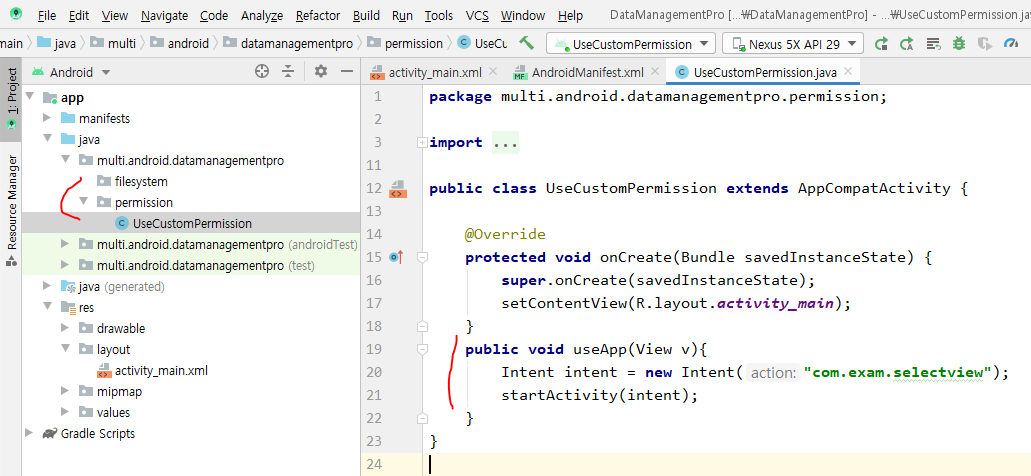 File Edit View Navigate Code Analyze Refactor Build Run Tools VCS Window Help DataManagementPro [...₩DataManagementPro] - ...₩UseCustomPermission.java
main java multi android datamanagementpro permission UseCu UseCustomPermission Nexus 5X API 29
1: Project
Resource Manager
Android
app
manifests
java
multi.android.datamanagementpro
filesystem
permission
UseCustomPermission
multi.android.datamanagementpro (androidTest)
multi.android.datamanagementpro (test)
java (generated)
res
drawable
layout
activity_main.xml
mipmap
values
Gradle Scripts
activity_main.xml AndroidManifest.xml UseCustomPermission.java
1 package multi.android.datamanagementpro.permission;
2
3 import ...
11
12 public class UseCustomPermission extends AppCompatActivity {
13
14 @Override
15 protected void onCreate(Bundle savedInstanceState) {
16 super.onCreate(savedInstanceState);
17 setContentView(R.layout.activity_main);
18 }
19 public void useApp(View v){
20 Intent intent = new Intent( action: "com.exam.selectview");
21 startActivity(intent);
22 }
23 }
24